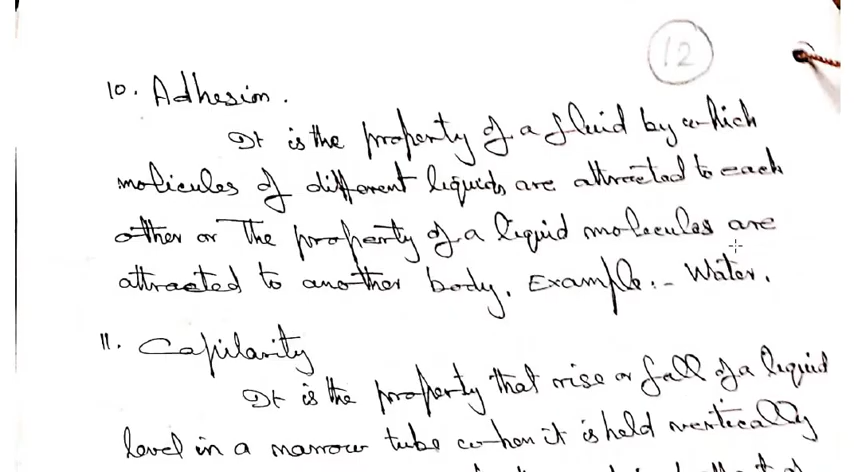 12
10. Adhesion.
It is the property of a fluid by which
molicules of different liquids are attracted to each
other or The property of a liquid molecules are
attracted to another body. Example:- Water.
11. Capilarity
It is the property that rise or fall of a liquid
level in a narrow tube when it is held vertically